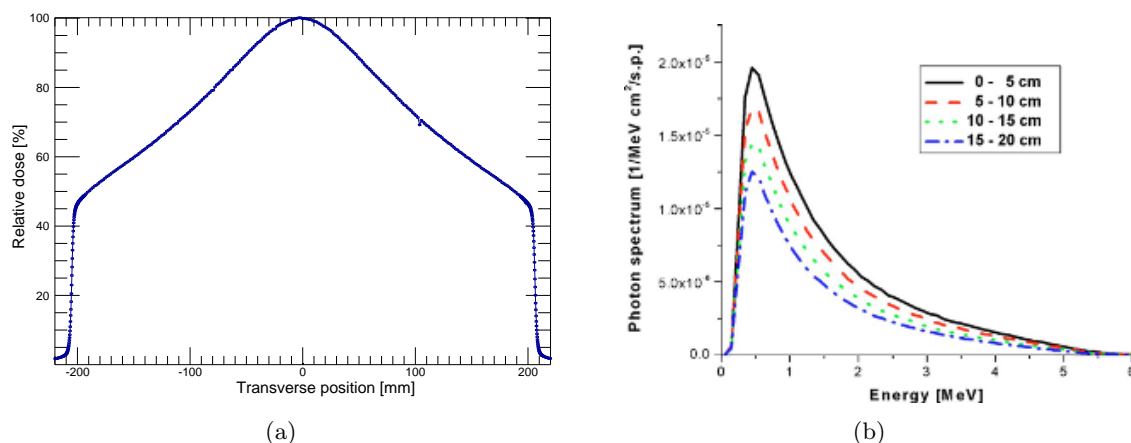 100
80
60
40
20
Relative dose [%]
-200 -100 0 100 200
Transverse position [mm]
(a)
2.0x10⁻⁵
1.5x10⁻⁵
1.0x10⁻⁵
5.0x10⁻⁶
0.0
Photon spectrum [1/MeV cm²/s.p.]
0 - 5 cm
5 - 10 cm
10 - 15 cm
15 - 20 cm
0 1 2 3 4 5 6
Energy [MeV]
(b)